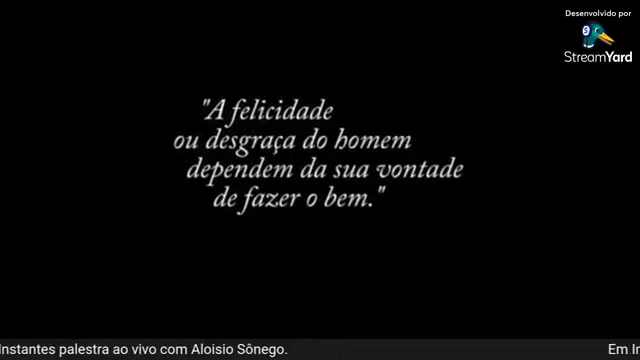 Desenvolvido por
StreamYard
"A felicidade
ou desgraça do homem
dependem da sua vontade
de fazer o bem."
Instantes palestra ao vivo com Aloisio Sônego.
Em